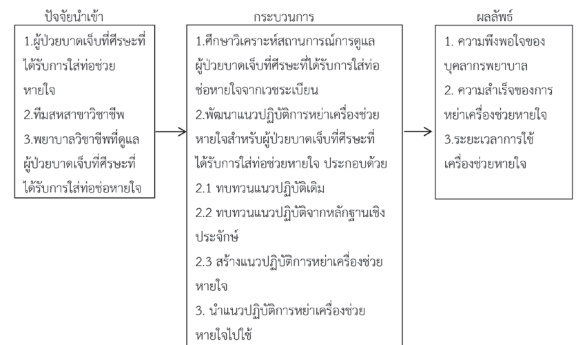 ปัจจัยนำเข้า
1.ผู้ป่วยบาดเจ็บที่ศีรษะที่
ได้รับการใส่ท่อช่วย
หายใจ
2.ทีมสหสาขาวิชาชีพ
3.พยาบาลวิชาชีพที่ดูแล
ผู้ป่วยบาดเจ็บที่ศีรษะที่
ได้รับการใส่ท่อช่อหายใจ
กระบวนการ
1.ศึกษาวิเคราะห์สถานการณ์การดูแล
ผู้ป่วยบาดเจ็บที่ศีรษะที่ได้รับการใส่ท่อ
ช่อหายใจจากเวชระเบียน
2.พัฒนาแนวปฏิบัติการหย่าเครื่องช่วย
หายใจสำหรับผู้ป่วยบาดเจ็บที่ศีรษะที่
ได้รับการใส่ท่อช่วยหายใจ ประกอบด้วย
2.1 ทบทวนแนวปฏิบัติเดิม
2.2 ทบทวนแนวปฏิบัติจากหลักฐานเชิง
ประจักษ์
2.3 สร้างแนวปฏิบัติการหย่าเครื่องช่วย
หายใจ
3. นำแนวปฏิบัติการหย่าเครื่องช่วย
หายใจไปใช้
ผลลัพธ์
1. ความพึงพอใจของ
บุคลากรพยาบาล
2. ความสำเร็จของการ
หย่าเครื่องช่วยหายใจ
3.ระยะเวลาการใช้
เครื่องช่วยหายใจ